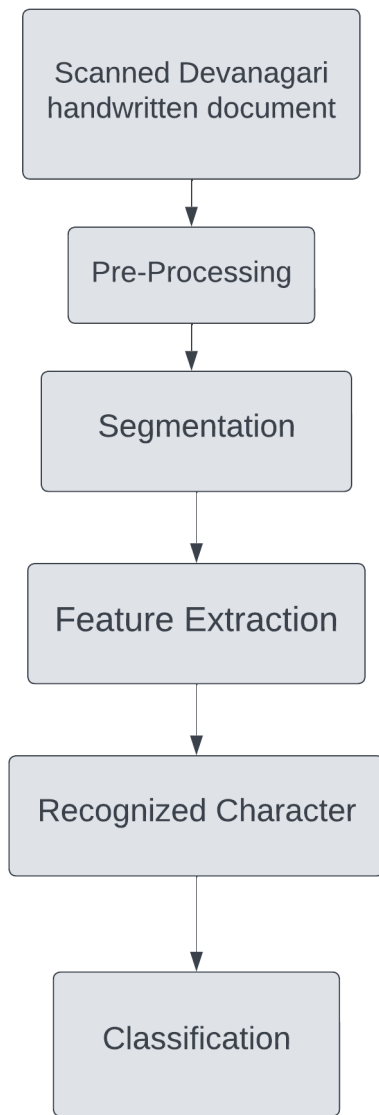 Scanned Devanagari
handwritten document
Pre-Processing
Segmentation
Feature Extraction
Recognized Character
Classification